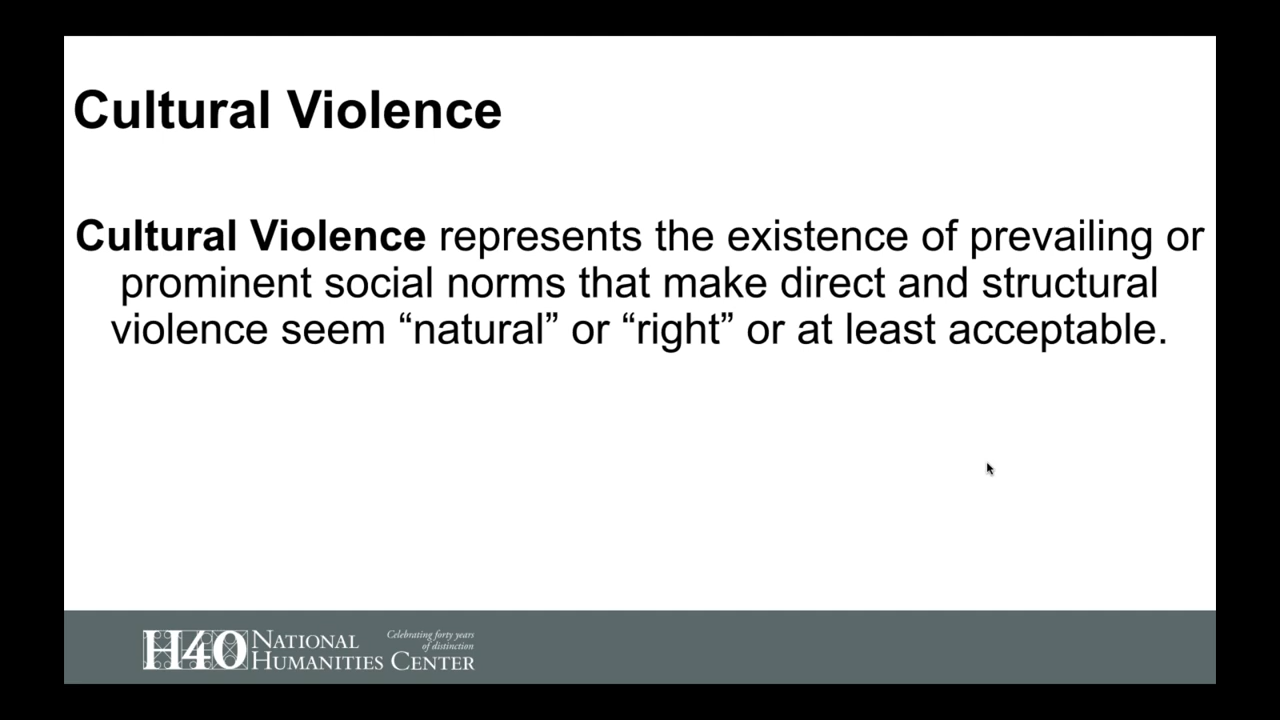 Cultural Violence
Cultural Violence represents the existence of prevailing or
prominent social norms that make direct and structural
violence seem “natural” or “right” or at least acceptable.
H40
NATIONAL
HUMANITIES CENTER
Celebrating forty years
of distinction